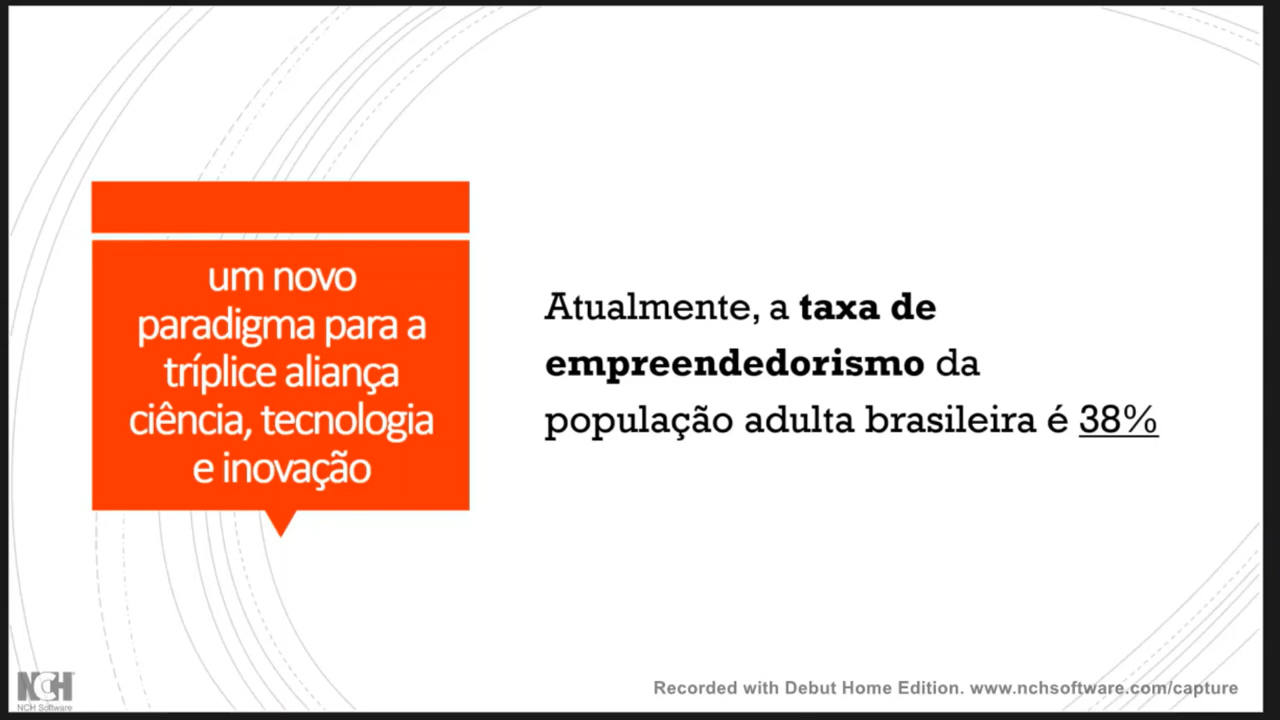 um novo
paradigma para a
tríplice aliança
ciência, tecnologia
e inovação
Atualmente, a taxa de
empreendedorismo da
população adulta brasileira é 38%
NCH
NCH Software
Recorded with Debut Home Edition. www.nchsoftware.com/capture